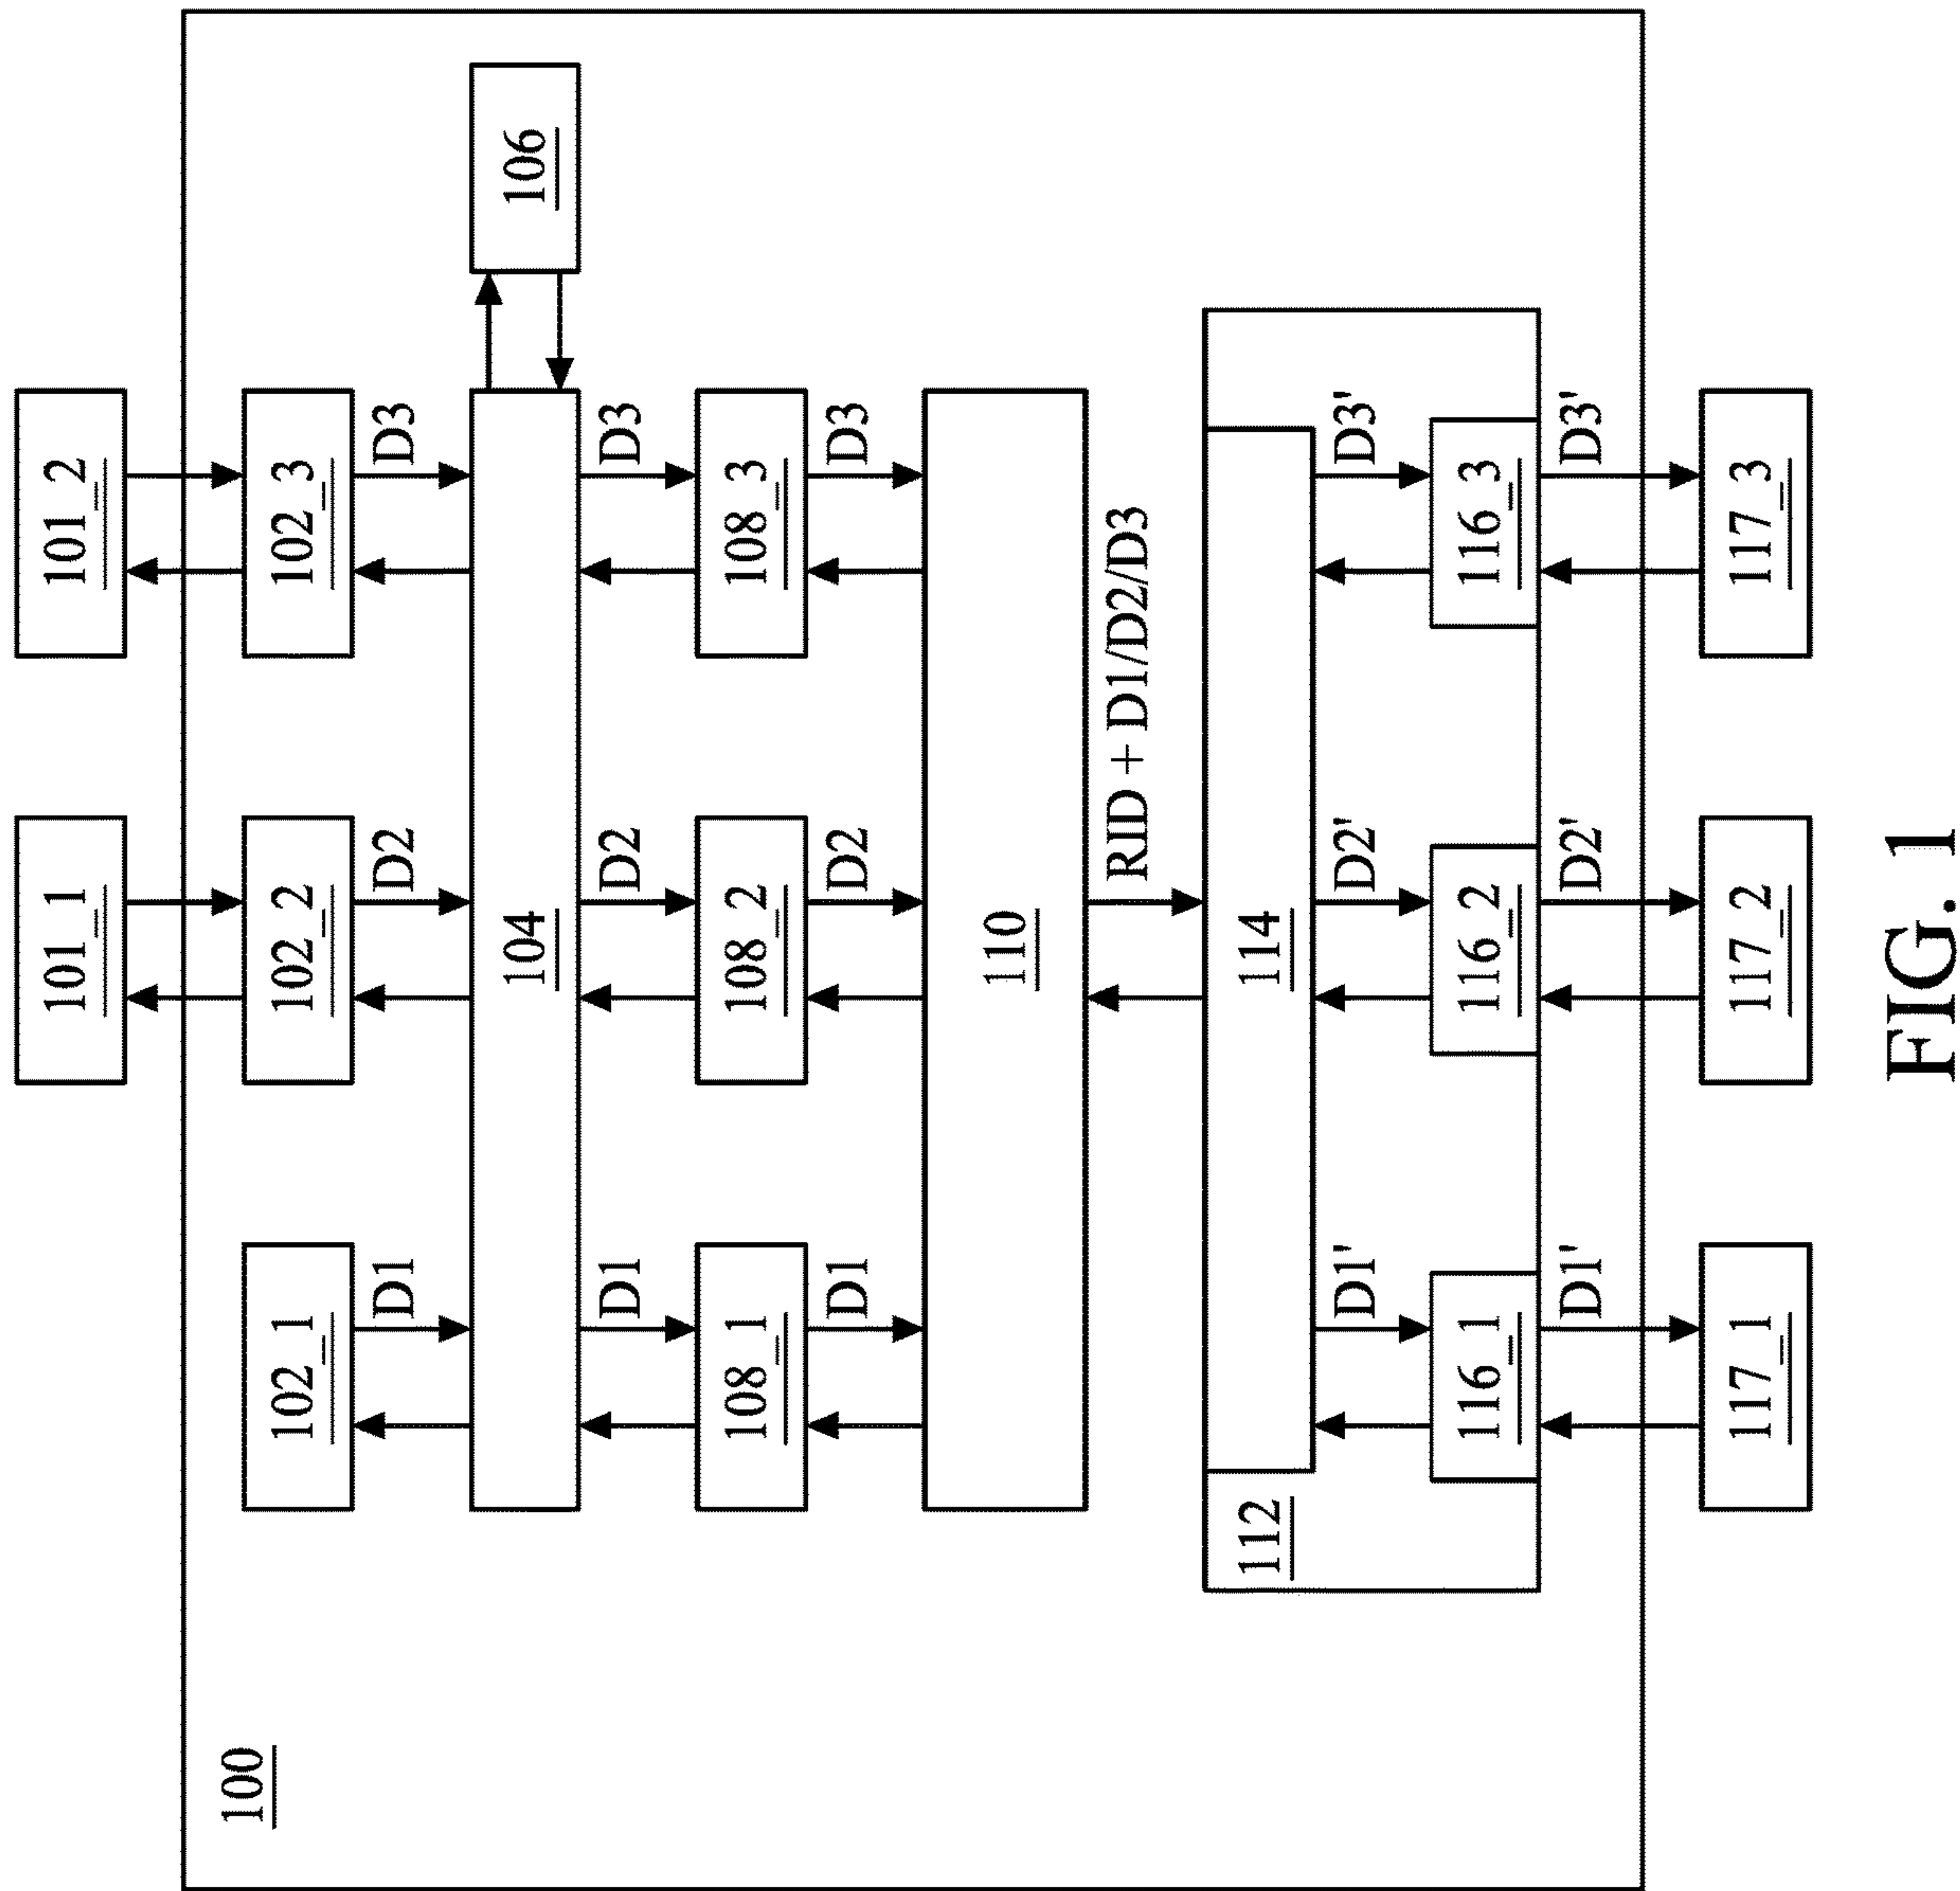 100
101_1
101_2
102_1
102_2
102_3
D1
D2
D3
104
106
D1
D2
D3
108_1
108_2
108_3
D1
D2
D3
110
RID + D1/D2/D3
112
114
D1'
D2'
D3'
116_1
116_2
116_3
D1'
D2'
D3'
117_1
117_2
117_3
FIG. 1